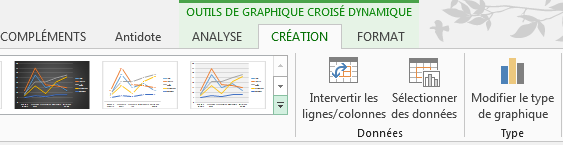 OUTILS DE GRAPHIQUE CROISÉ DYNAMIQUE
COMPLÉMENTS Antidote ANALYSE CRÉATION FORMAT
Intervertir les
lignes/colonnes
Sélectionner
des données
Modifier le type
de graphique
Données
Type